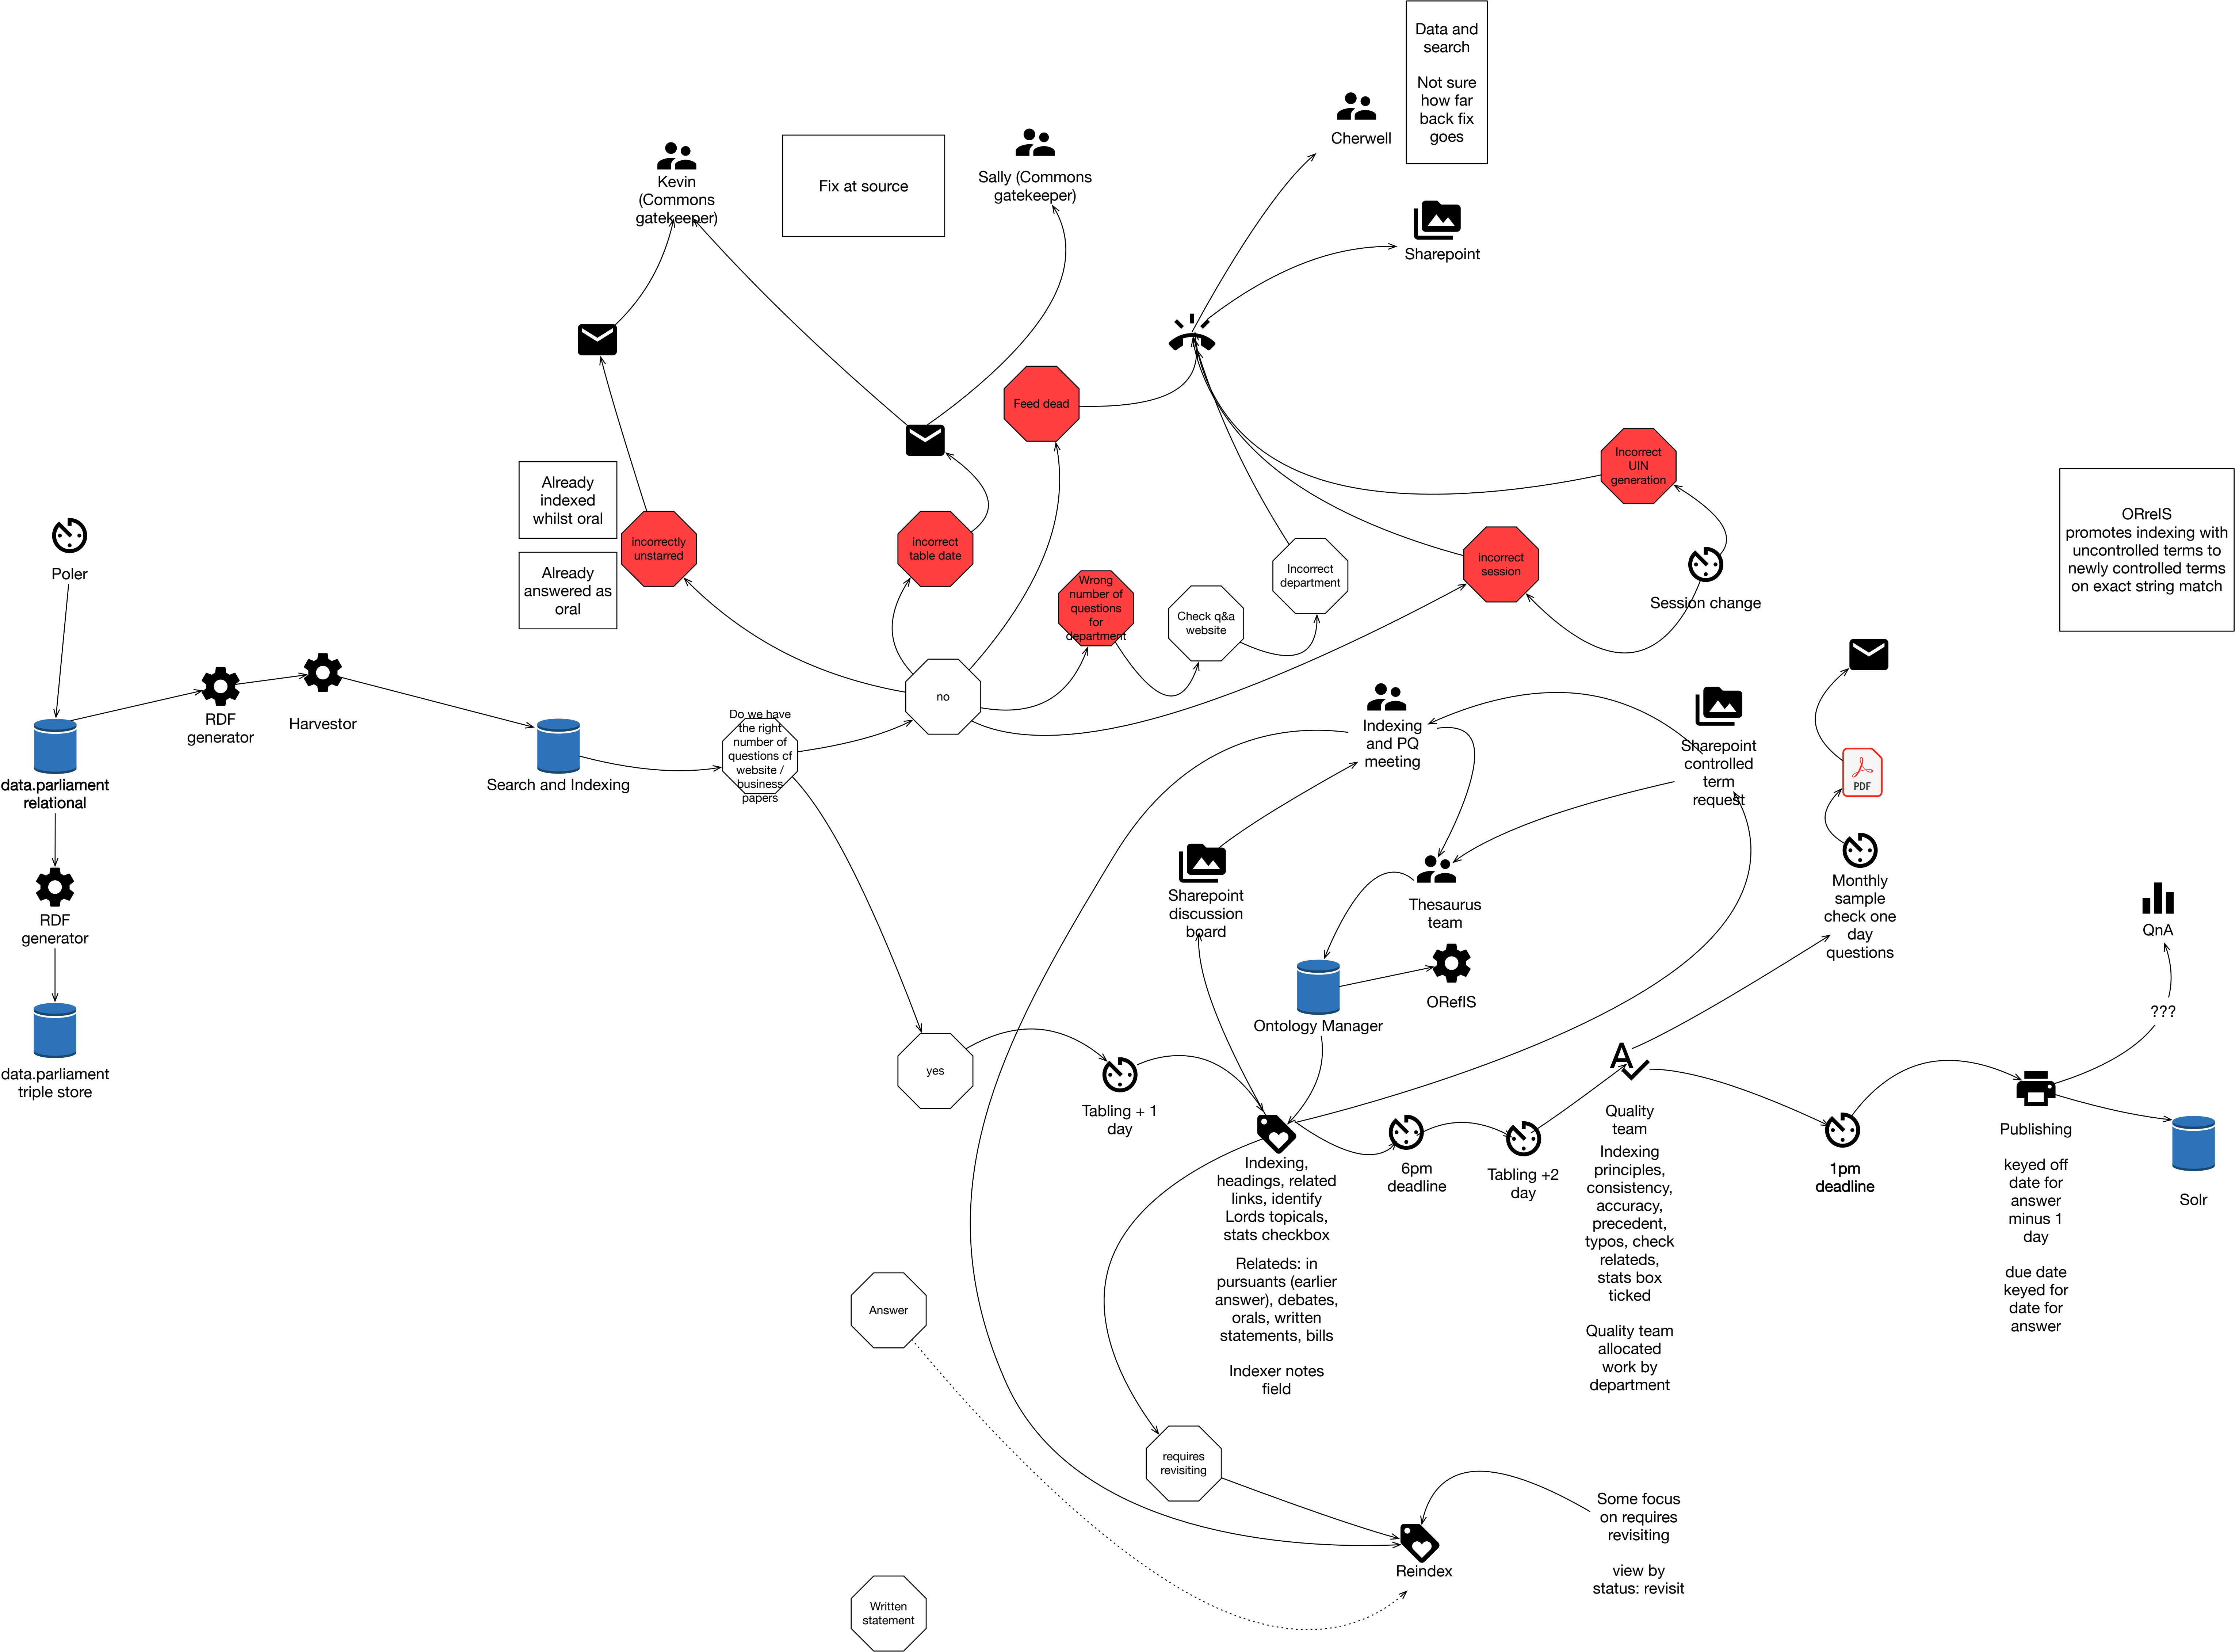 Data and
search
Not sure
how far
back fix
goes
Cherwell
Kevin
(Commons
gatekeeper)
Fix at source
Sally (Commons
gatekeeper)
Sharepoint
Feed dead
Already
indexed
whilst oral
Already
answered as
oral
incorrectly
unstarred
incorrect
table date
Wrong
number of
questions
for
department
Check q&a
website
Incorrect
department
incorrect
session
Incorrect
UIN
generation
Session change
ORreIS
promotes indexing with
uncontrolled terms to
newly controlled terms
on exact string match
Poler
RDF
generator
Harvestor
data.parliament
relational
Search and Indexing
Do we have
the right
number of
questions cf
website /
business
papers
no
Indexing
and PQ
meeting
Sharepoint
controlled
term
request
PDF
RDF
generator
Sharepoint
discussion
board
Thesaurus
team
Monthly
sample
check one
day
questions
QnA
ORefIS
Ontology Manager
???
data.parliament
triple store
yes
Tabling + 1
day
Indexing,
headings, related
links, identify
Lords topicals,
stats checkbox
Relateds: in
pursuants (earlier
answer), debates,
orals, written
statements, bills
Indexer notes
field
6pm
deadline
Tabling +2
day
Quality
team
Indexing
principles,
consistency,
accuracy,
precedent,
typos, check
relateds,
stats box
ticked
Quality team
allocated
work by
department
1pm
deadline
Publishing
keyed off
date for
answer
minus 1
day
due date
keyed for
date for
answer
Solr
Answer
requires
revisiting
Some focus
on requires
revisiting
view by
status: revisit
Reindex
Written
statement